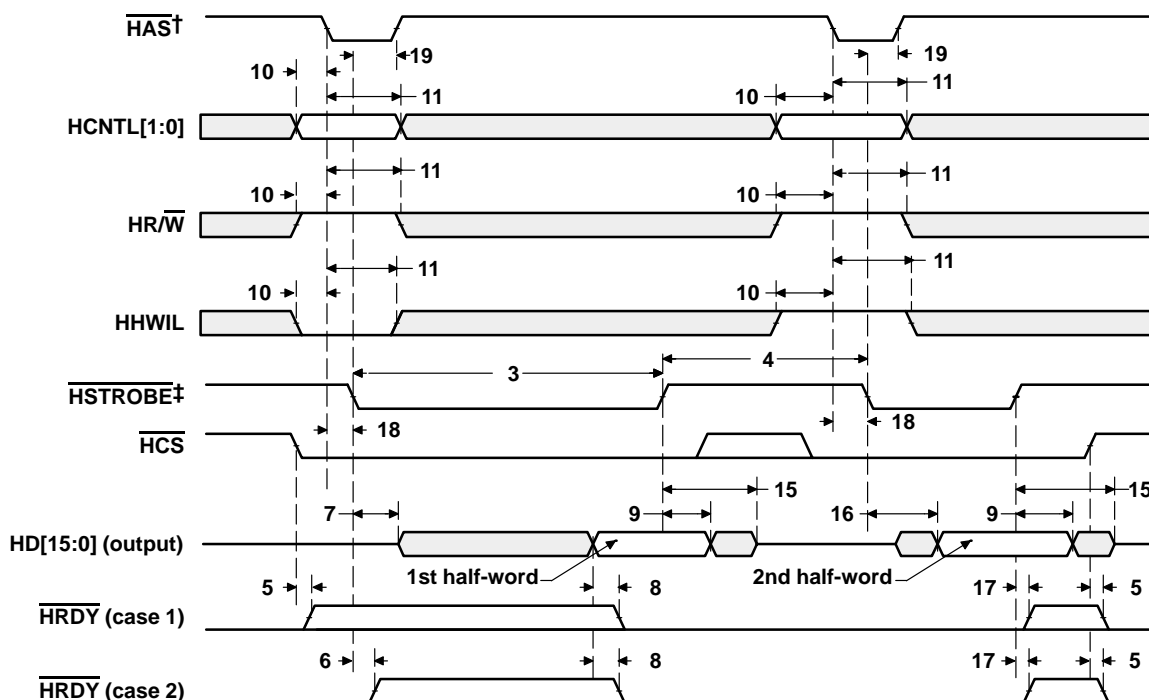 HAS†
19
19
10
11
10
11
HCNTL[1:0]
11
11
10
10
HR/W
11
11
10
10
HHWIL
3
4
HSTROBE‡
18
18
HCS
15
15
7
9
16
9
HD[15:0] (output)
1st half-word
2nd half-word
5
8
17
5
HRDY (case 1)
6
8
17
5
HRDY (case 2)